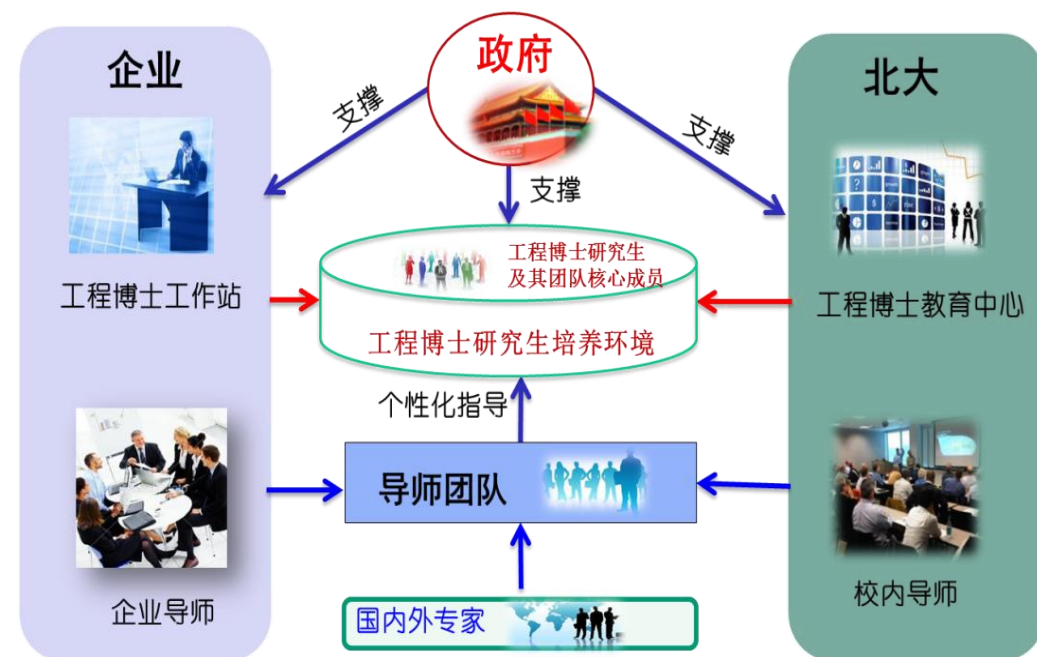 企业
政府
北大
支撑
支撑
支撑
工程博士研究生
及其团队核心成员
工程博士工作站
工程博士教育中心
工程博士研究生培养环境
个性化指导
导师团队
企业导师
校内导师
国内外专家